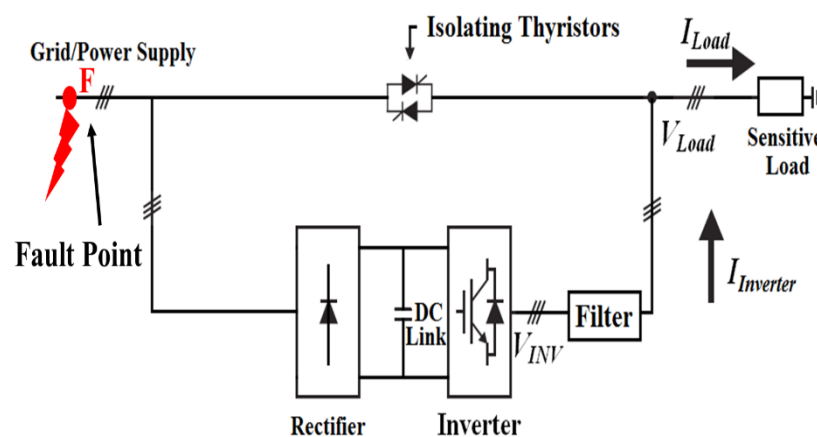 Isolating Thyristors
I_Load
Grid/Power Supply
F
V_Load
Sensitive
Load
Fault Point
I_Inverter
DC
Link
Filter
V_INV
Rectifier
Inverter